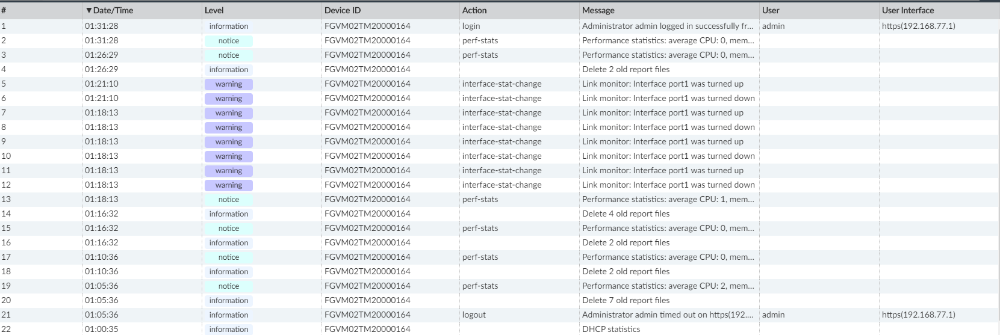 # ▼Date/Time Level Device ID Action Message User User Interface
1 01:31:28 information FGVM02TM20000164 login Administrator admin logged in successfully fr... admin https(192.168.77.1)
2 01:31:28 notice FGVM02TM20000164 perf-stats Performance statistics: average CPU: 0, mem...
3 01:26:29 notice FGVM02TM20000164 perf-stats Performance statistics: average CPU: 0, mem...
4 01:26:29 information FGVM02TM20000164 Delete 2 old report files
5 01:21:10 warning FGVM02TM20000164 interface-stat-change Link monitor: Interface port1 was turned up
6 01:21:10 warning FGVM02TM20000164 interface-stat-change Link monitor: Interface port1 was turned down
7 01:18:13 warning FGVM02TM20000164 interface-stat-change Link monitor: Interface port1 was turned up
8 01:18:13 warning FGVM02TM20000164 interface-stat-change Link monitor: Interface port1 was turned down
9 01:18:13 warning FGVM02TM20000164 interface-stat-change Link monitor: Interface port1 was turned up
10 01:18:13 warning FGVM02TM20000164 interface-stat-change Link monitor: Interface port1 was turned down
11 01:18:13 warning FGVM02TM20000164 interface-stat-change Link monitor: Interface port1 was turned up
12 01:18:13 warning FGVM02TM20000164 interface-stat-change Link monitor: Interface port1 was turned down
13 01:18:13 notice FGVM02TM20000164 perf-stats Performance statistics: average CPU: 1, mem...
14 01:16:32 information FGVM02TM20000164 Delete 4 old report files
15 01:16:32 notice FGVM02TM20000164 perf-stats Performance statistics: average CPU: 0, mem...
16 01:16:32 information FGVM02TM20000164 Delete 2 old report files
17 01:10:36 notice FGVM02TM20000164 perf-stats Performance statistics: average CPU: 0, mem...
18 01:10:36 information FGVM02TM20000164 Delete 2 old report files
19 01:05:36 notice FGVM02TM20000164 perf-stats Performance statistics: average CPU: 2, mem...
20 01:05:36 information FGVM02TM20000164 Delete 7 old report files
21 01:05:36 information FGVM02TM20000164 logout Administrator admin timed out on https(192.... admin https(192.168.77.1)
22 01:00:35 information FGVM02TM20000164 DHCP statistics